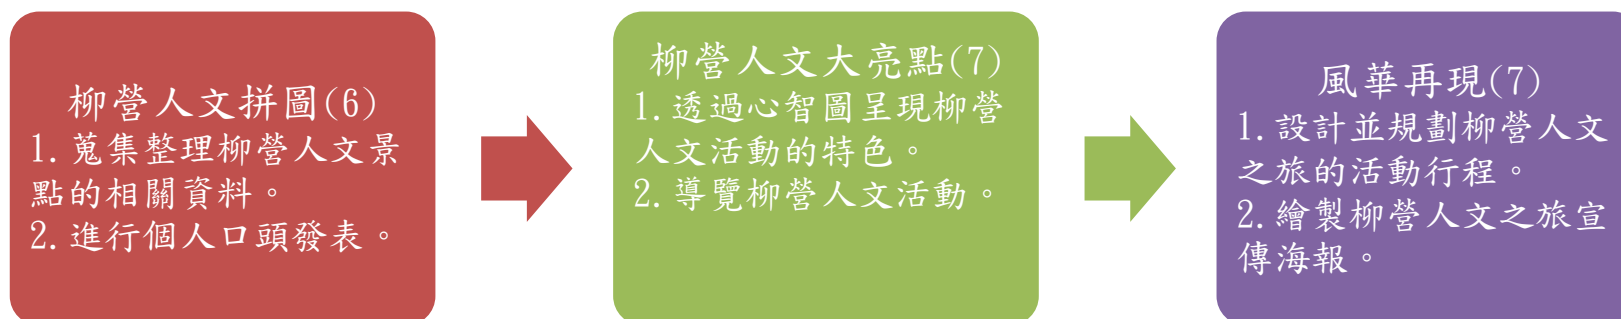 柳營人文拼圖(6)
1.蒐集整理柳營人文景
點的相關資料。
2.進行個人口頭發表。
柳營人文大亮點(7)
1.透過心智圖呈現柳營
人文活動的特色。
2.導覽柳營人文活動。
風華再現(7)
1.設計並規劃柳營人文
之旅的活動行程。
2.繪製柳營人文之旅宣
傳海報。